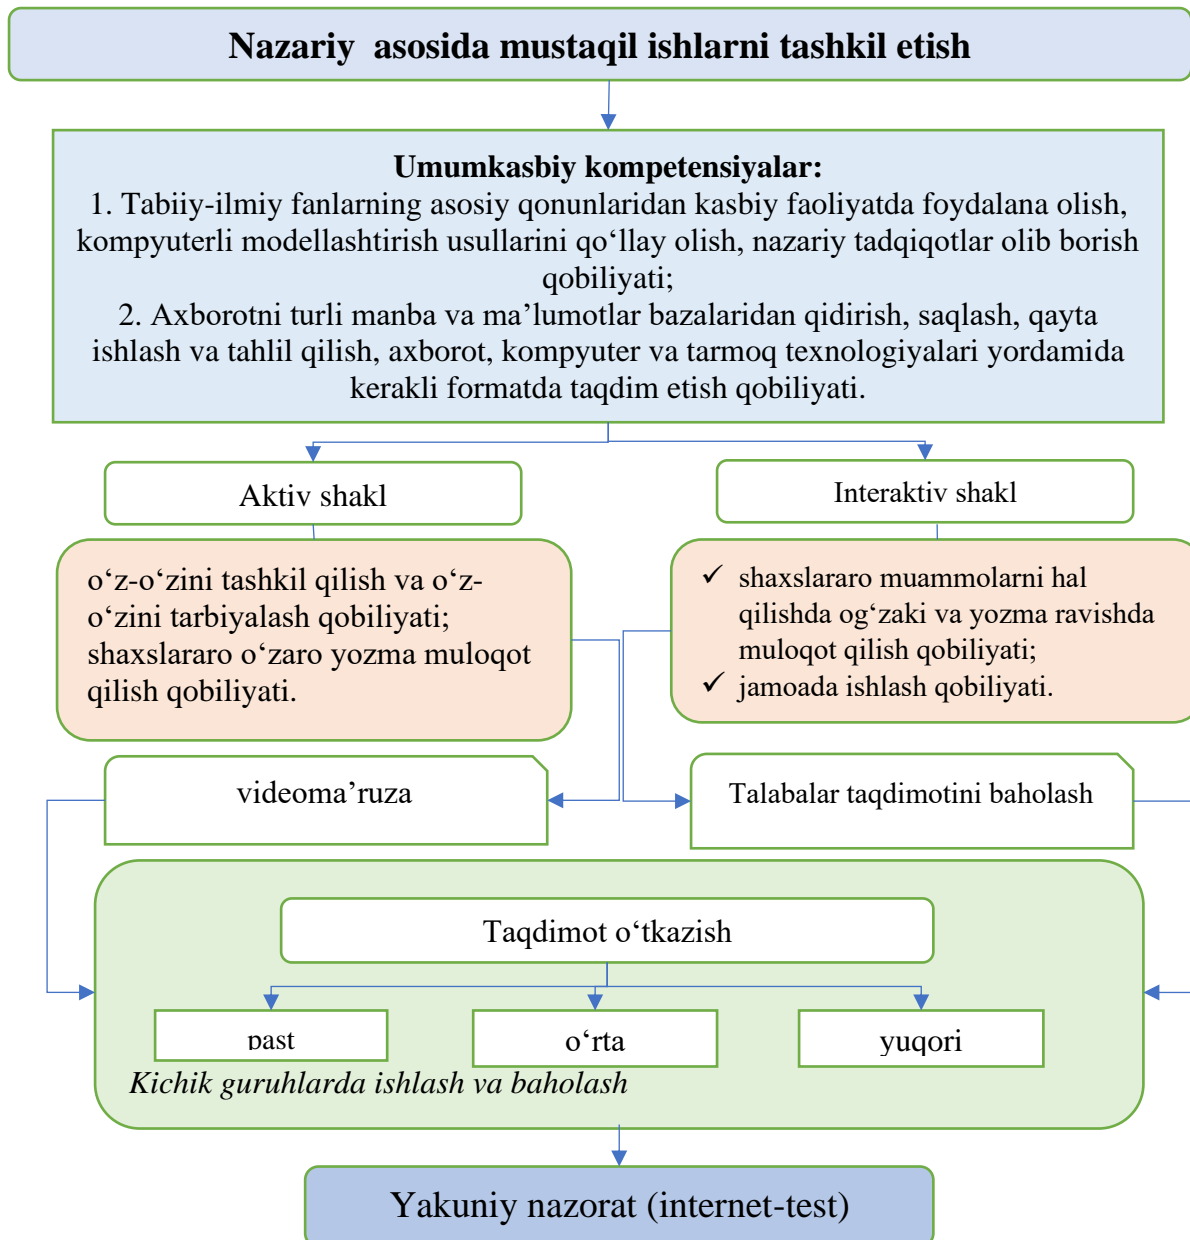 Nazariy  asosida mustaqil ishlarni tashkil etish
Umumkasbiy kompetensiyalar:
1. Tabiiy-ilmiy fanlarning asosiy qonunlaridan kasbiy faoliyatda foydalana olish,
kompyuterli modellashtirish usullarini qo‘llay olish, nazariy tadqiqotlar olib borish
qobiliyati;
2. Axborotni turli manba va ma’lumotlar bazalaridan qidirish, saqlash, qayta
ishlash va tahlil qilish, axborot, kompyuter va tarmoq texnologiyalari yordamida
kerakli formatda taqdim etish qobiliyati.
Aktiv shakl
Interaktiv shakl
o‘z-o‘zini tashkil qilish va o‘z-
o‘zini tarbiyalash qobiliyati;
shaxslararo o‘zaro yozma muloqot
qilish qobiliyati.
✓ shaxslararo muammolarni hal
qilishda og‘zaki va yozma ravishda
muloqot qilish qobiliyati;
✓ jamoada ishlash qobiliyati.
videoma’ruza
Talabalar taqdimotini baholash
Taqdimot o‘tkazish
past
o‘rta
yuqori
Kichik guruhlarda ishlash va baholash
Yakuniy nazorat (internet-test)